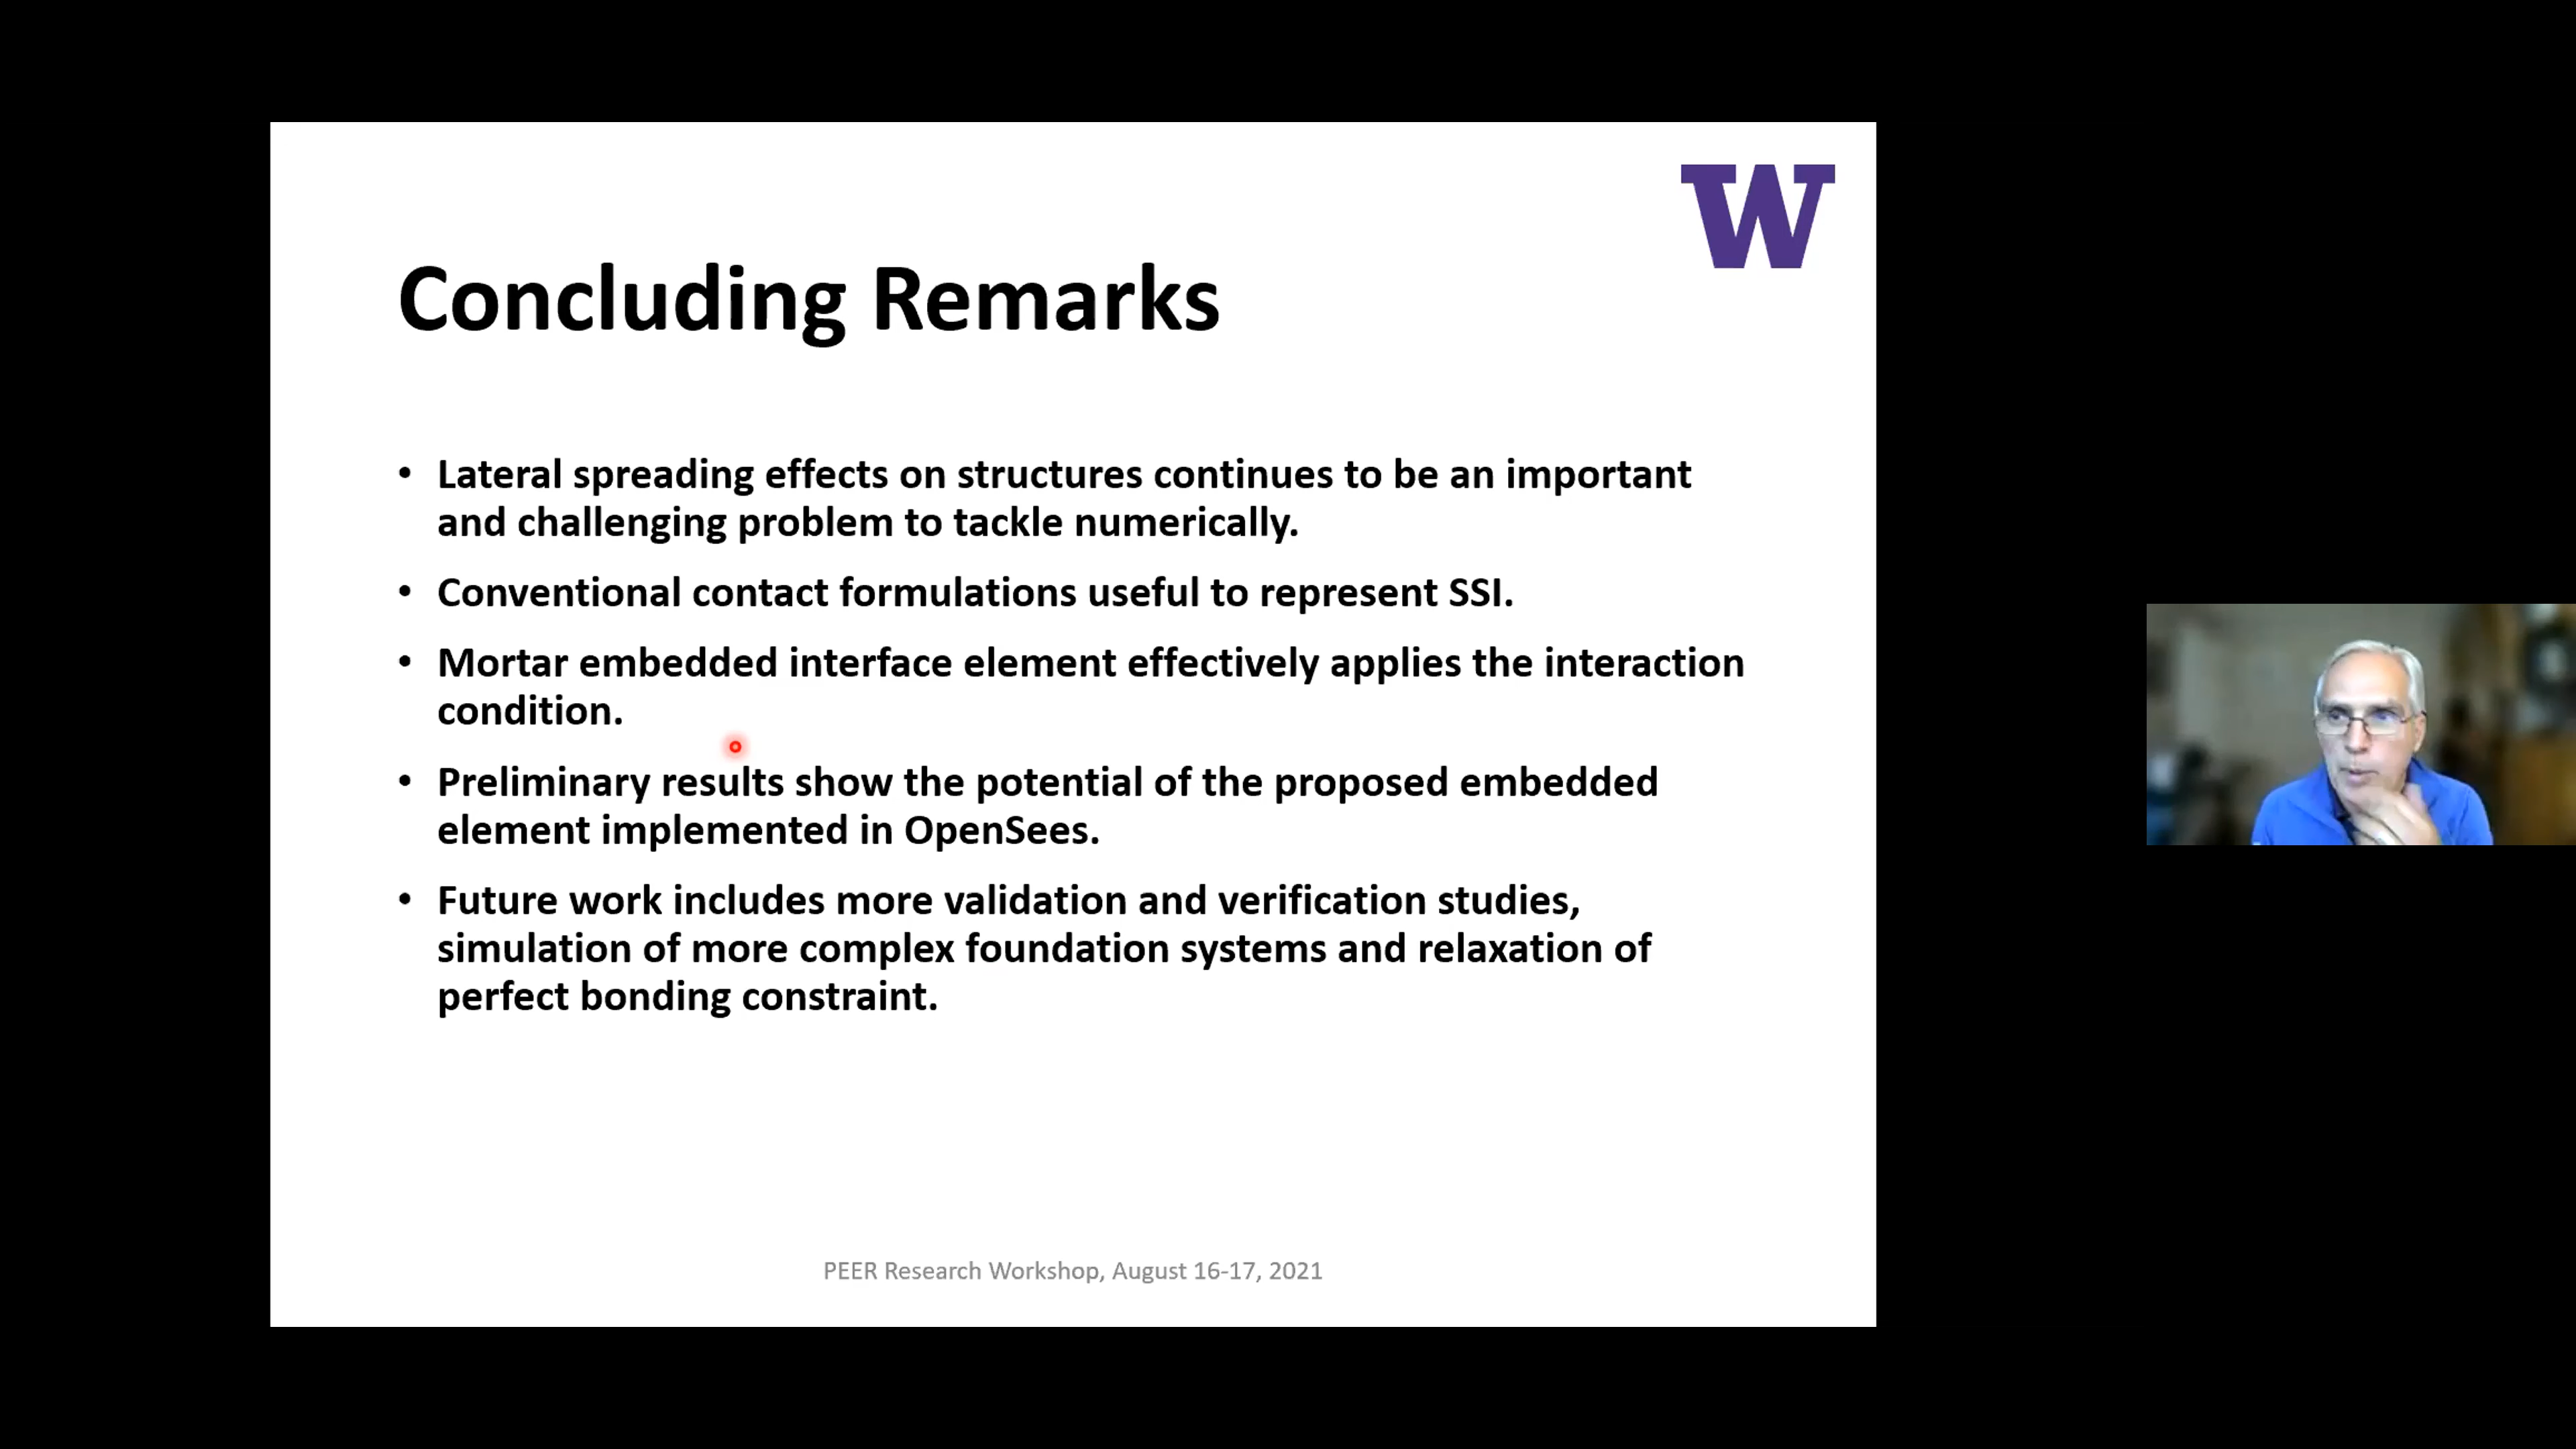 W
Concluding Remarks
• Lateral spreading effects on structures continues to be an important
and challenging problem to tackle numerically.
• Conventional contact formulations useful to represent SSI.
• Mortar embedded interface element effectively applies the interaction
condition.
• Preliminary results show the potential of the proposed embedded
element implemented in OpenSees.
• Future work includes more validation and verification studies,
simulation of more complex foundation systems and relaxation of
perfect bonding constraint.
PEER Research Workshop, August 16-17, 2021